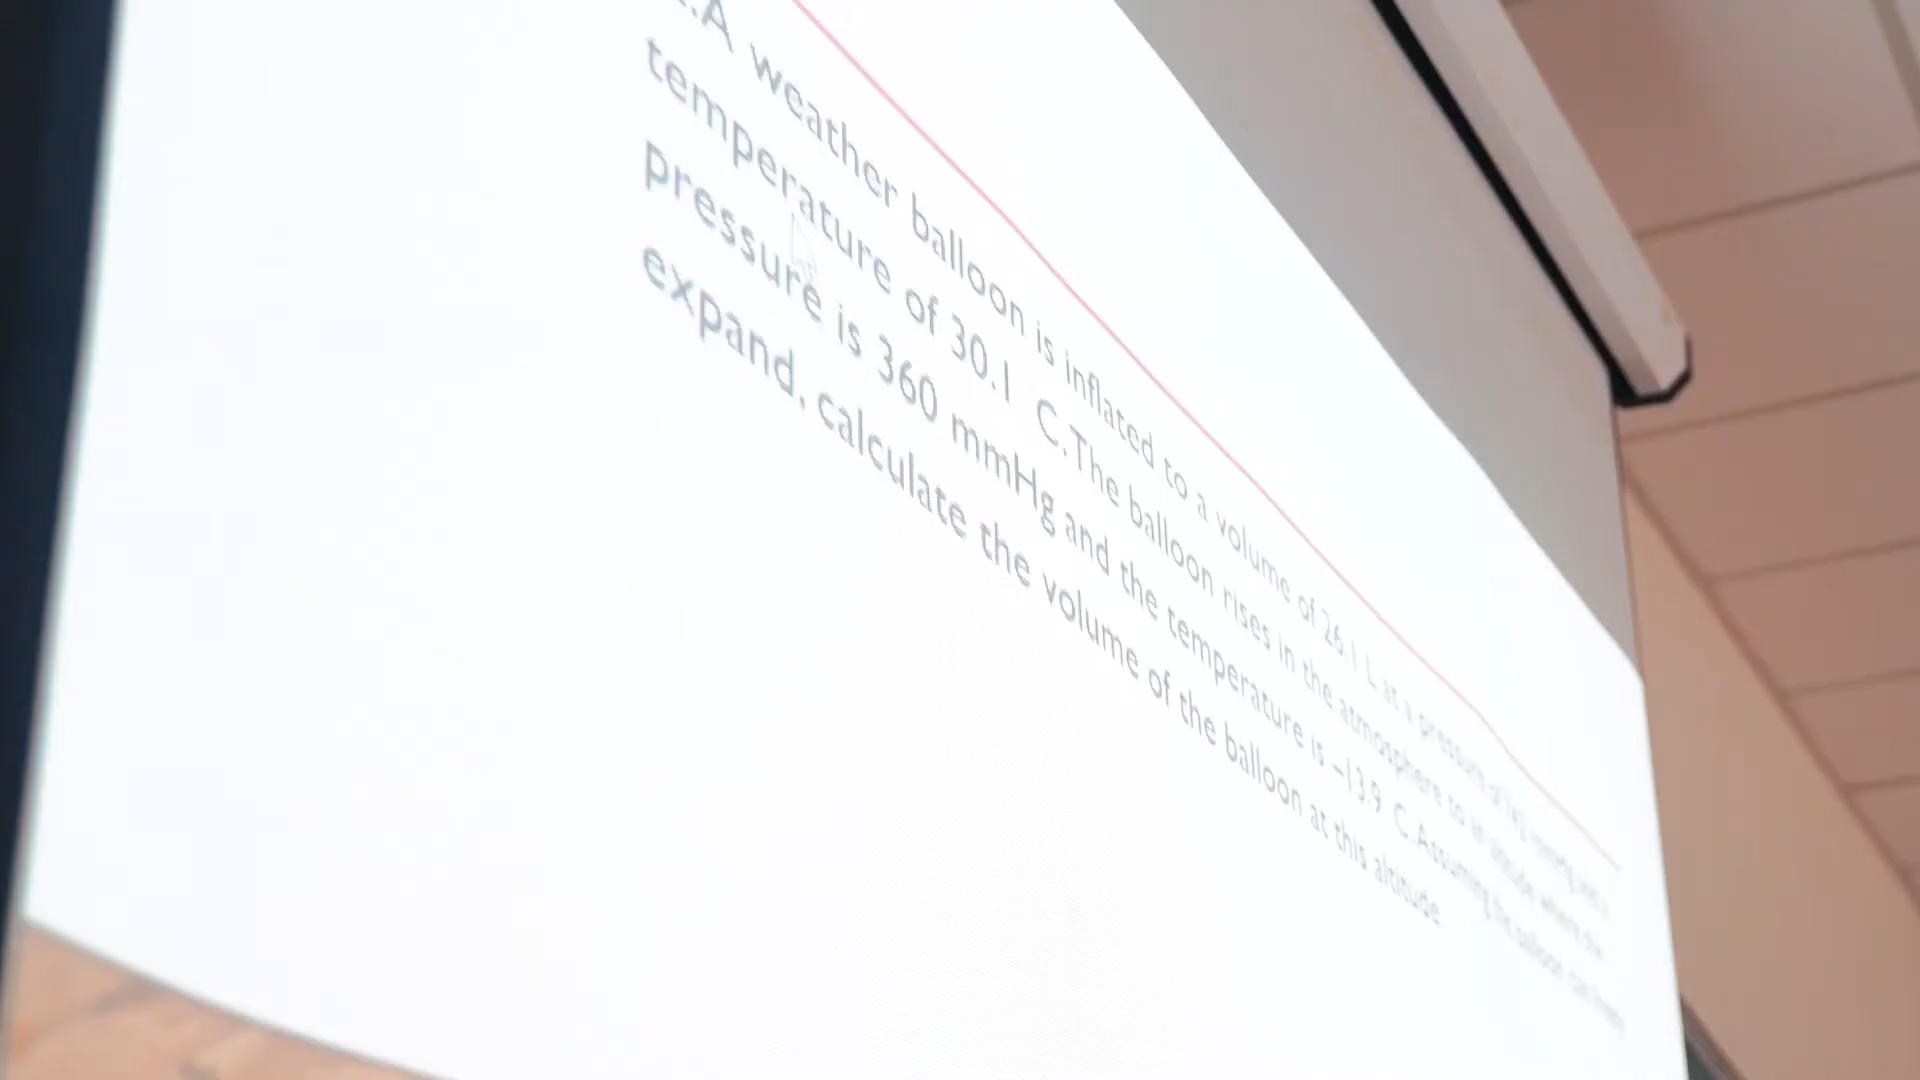 .A weather balloon is inflated to a volume of 26.1 L at a pressure of
temperature of 30.1 C. The balloon rises in the atmosphere to an altitude where the
pressure is 360 mmHg and the temperature is –13.9 C. Assuming the balloon can freely
expand, calculate the volume of the balloon at this altitude.